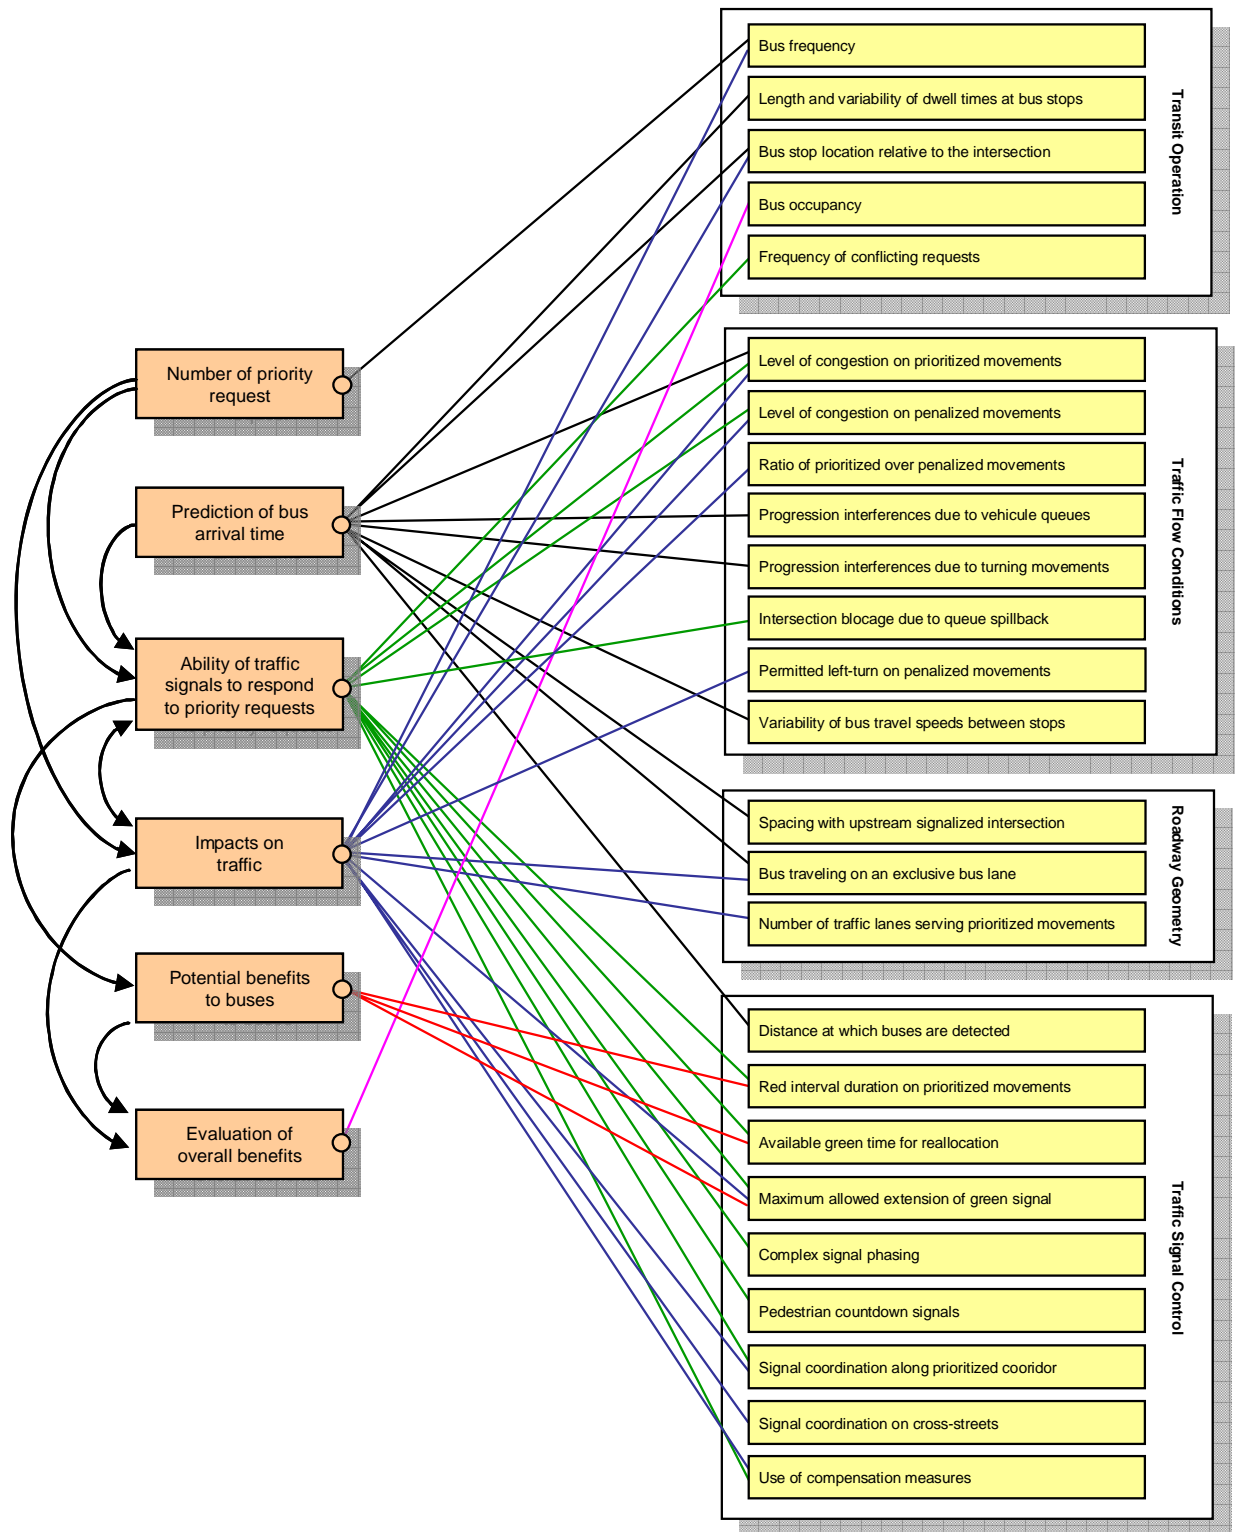 Number of priority
request
Prediction of bus
arrival time
Ability of traffic
signals to respond
to priority requests
Impacts on
traffic
Potential benefits
to buses
Evaluation of
overall benefits
Transit Operation
Bus frequency
Length and variability of dwell times at bus stops
Bus stop location relative to the intersection
Bus occupancy
Frequency of conflicting requests
Traffic Flow Conditions
Level of congestion on prioritized movements
Level of congestion on penalized movements
Ratio of prioritized over penalized movements
Progression interferences due to vehicule queues
Progression interferences due to turning movements
Intersection blocage due to queue spillback
Permitted left-turn on penalized movements
Variability of bus travel speeds between stops
Roadway Geometry
Spacing with upstream signalized intersection
Bus traveling on an exclusive bus lane
Number of traffic lanes serving prioritized movements
Traffic Signal Control
Distance at which buses are detected
Red interval duration on prioritized movements
Available green time for reallocation
Maximum allowed extension of green signal
Complex signal phasing
Pedestrian countdown signals
Signal coordination along prioritized cooridor
Signal coordination on cross-streets
Use of compensation measures